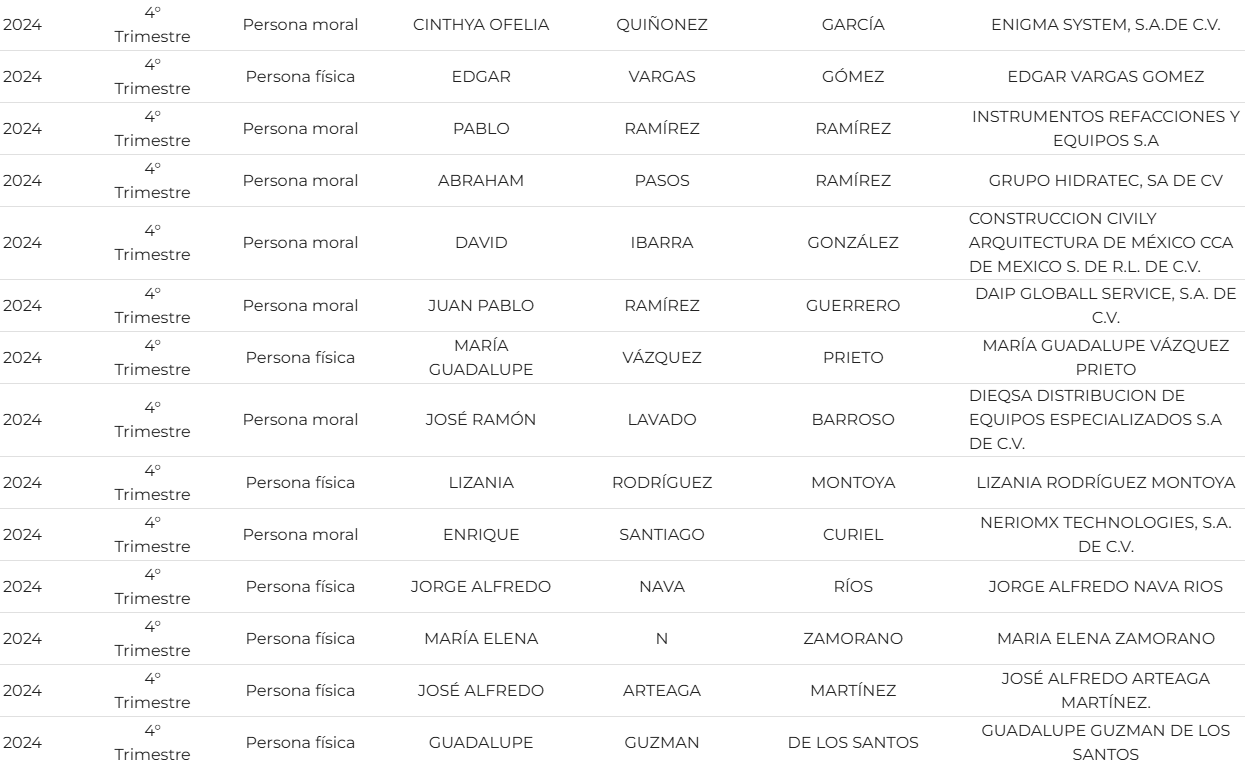 2024 4° Trimestre Persona moral CINTHYA OFELIA QUIÑONEZ GARCÍA ENIGMA SYSTEM, S.A.DE C.V.
2024 4° Trimestre Persona física EDGAR VARGAS GÓMEZ EDGAR VARGAS GOMEZ
2024 4° Trimestre Persona moral PABLO RAMÍREZ RAMÍREZ INSTRUMENTOS REFACCIONES Y EQUIPOS S.A
2024 4° Trimestre Persona moral ABRAHAM PASOS RAMÍREZ GRUPO HIDRATEC, SA DE CV
2024 4° Trimestre Persona moral DAVID IBARRA GONZÁLEZ CONSTRUCCION CIVILY ARQUITECTURA DE MÉXICO CCA DE MEXICO S. DE R.L. DE C.V.
2024 4° Trimestre Persona moral JUAN PABLO RAMÍREZ GUERRERO DAIP GLOBALL SERVICE, S.A. DE C.V.
2024 4° Trimestre Persona física MARÍA GUADALUPE VÁZQUEZ PRIETO MARÍA GUADALUPE VÁZQUEZ PRIETO
2024 4° Trimestre Persona moral JOSÉ RAMÓN LAVADO BARROSO DIEQSA DISTRIBUCION DE EQUIPOS ESPECIALIZADOS S.A DE C.V.
2024 4° Trimestre Persona física LIZANIA RODRÍGUEZ MONTOYA LIZANIA RODRÍGUEZ MONTOYA
2024 4° Trimestre Persona moral ENRIQUE SANTIAGO CURIEL NERIOMX TECHNOLOGIES, S.A. DE C.V.
2024 4° Trimestre Persona física JORGE ALFREDO NAVA RÍOS JORGE ALFREDO NAVA RIOS
2024 4° Trimestre Persona física MARÍA ELENA N ZAMORANO MARIA ELENA ZAMORANO
2024 4° Trimestre Persona física JOSÉ ALFREDO ARTEAGA MARTÍNEZ JOSÉ ALFREDO ARTEAGA MARTÍNEZ.
2024 4° Trimestre Persona física GUADALUPE GUZMAN DE LOS SANTOS GUADALUPE GUZMAN DE LOS SANTOS